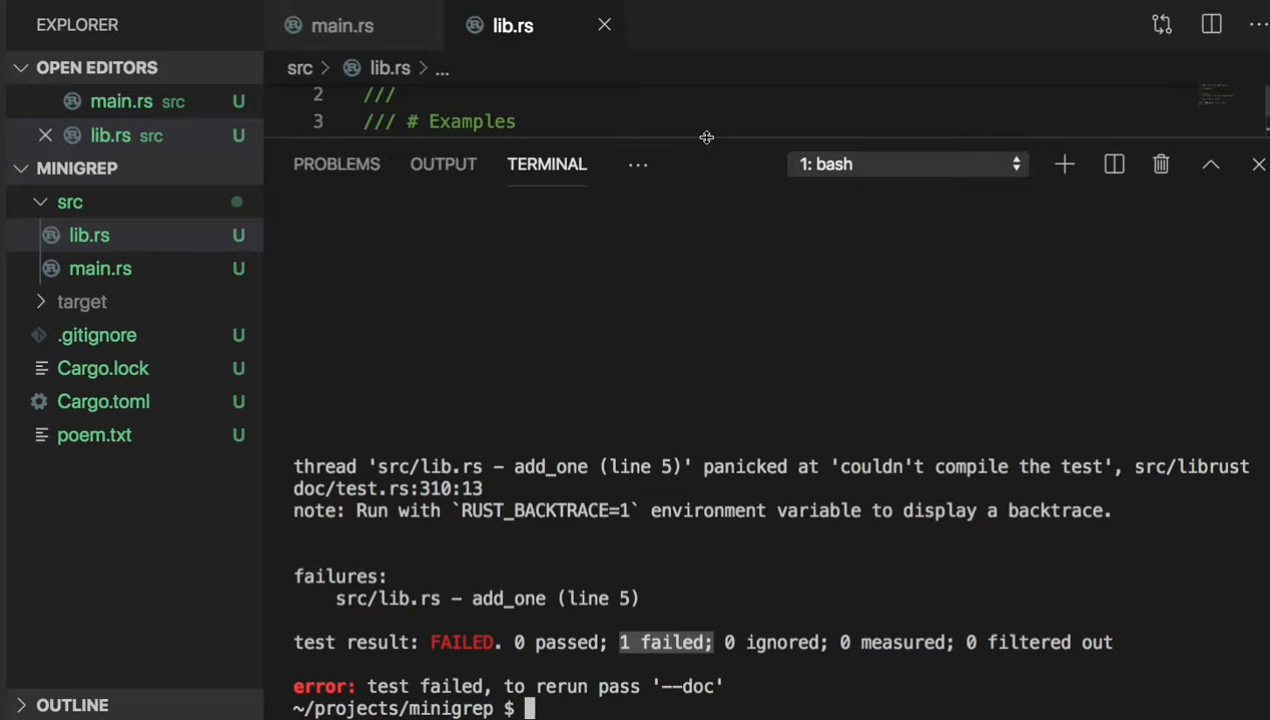 EXPLORER
main.rs
lib.rs
OPEN EDITORS
src
lib.rs
...
main.rs
src
U
2
///
lib.rs
src
U
3
/// # Examples
MINIGREP
PROBLEMS
OUTPUT
TERMINAL
...
1: bash
src
lib.rs
U
main.rs
U
target
.gitignore
U
Cargo.lock
U
Cargo.toml
U
poem.txt
U
thread 'src/lib.rs - add_one (line 5)' panicked at 'couldn't compile the test', src/librust
doc/test.rs:310:13
note: Run with `RUST_BACKTRACE=1` environment variable to display a backtrace.
failures:
src/lib.rs - add_one (line 5)
test result: FAILED. 0 passed; 1 failed; 0 ignored; 0 measured; 0 filtered out
error: test failed, to rerun pass '--doc'
~/projects/minigrep $
OUTLINE